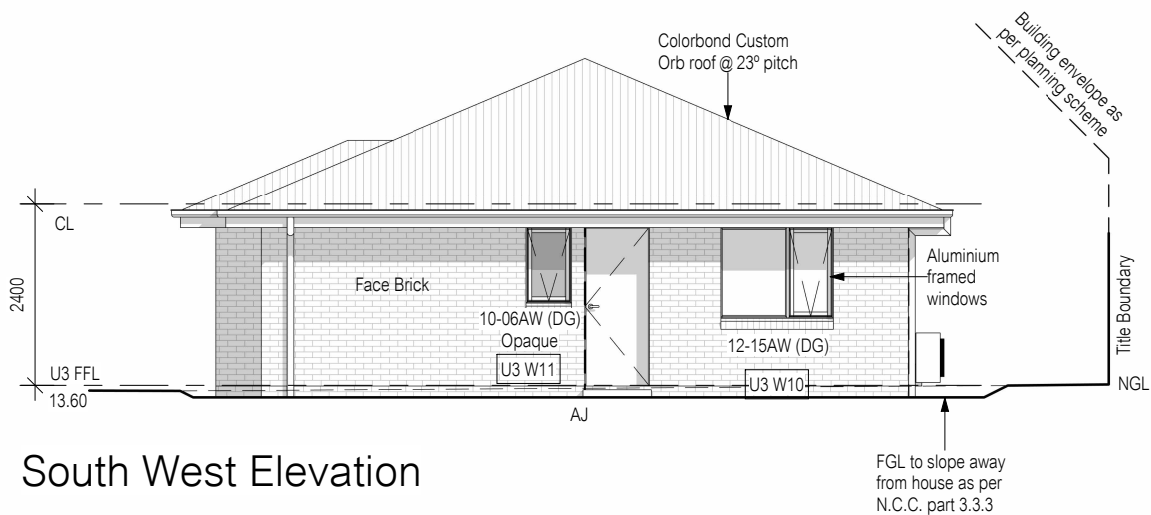 Colorbond Custom
Orb roof @ 23º pitch
Building envelope as
per planning scheme
CL
2400
Face Brick
Aluminium
framed
windows
Title Boundary
10-06AW (DG)
Opaque
U3 W11
12-15AW (DG)
U3 W10
U3 FFL
13.60
NGL
AJ
South West Elevation
FGL to slope away
from house as per
N.C.C. part 3.3.3